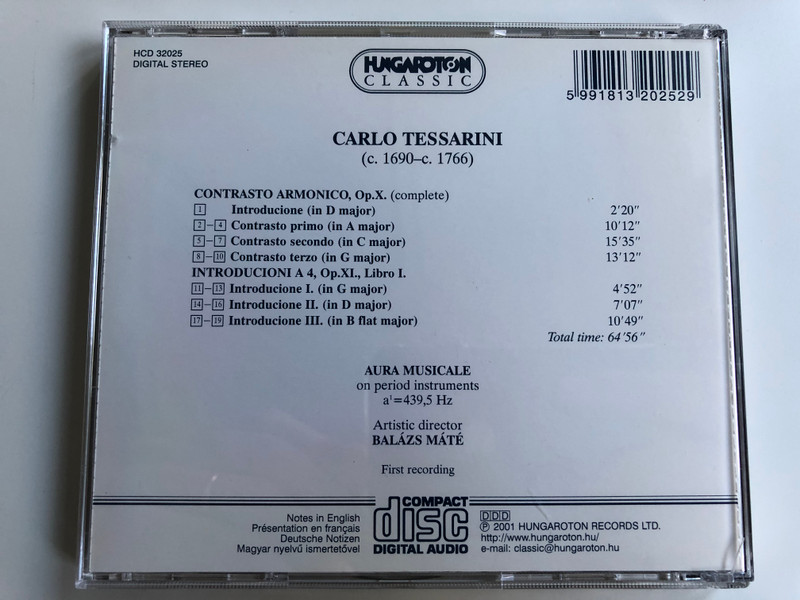 HCD 32025
DIGITAL STEREO
HUNGAROTON
CLASSIC
5 991813 202529
CARLO TESSARINI
(c. 1690–c. 1766)
CONTRASTO ARMONICO, Op.X. (complete)
1 Introducione (in D major) 2'20"
2–4 Contrasto primo (in A major) 10'12"
5–7 Contrasto secondo (in C major) 15'35"
8–10 Contrasto terzo (in G major) 13'12"
INTRODUCIONI A 4, Op.XI., Libro I.
11–13 Introducione I. (in G major) 4'52"
14–16 Introducione II. (in D major) 7'07"
17–19 Introducione III. (in B flat major) 10'49"
Total time: 64'56"
AURA MUSICALE
on period instruments
a¹=439,5 Hz
Artistic director
BALÁZS MÁTÉ
First recording
Notes in English
Présentation en français
Deutsche Notizen
Magyar nyelvű ismertetővel
COMPACT
disc
DIGITAL AUDIO
DDD
℗ 2001 HUNGAROTON RECORDS LTD.
http://www.hungaroton.hu/
e-mail: classic@hungaroton.hu